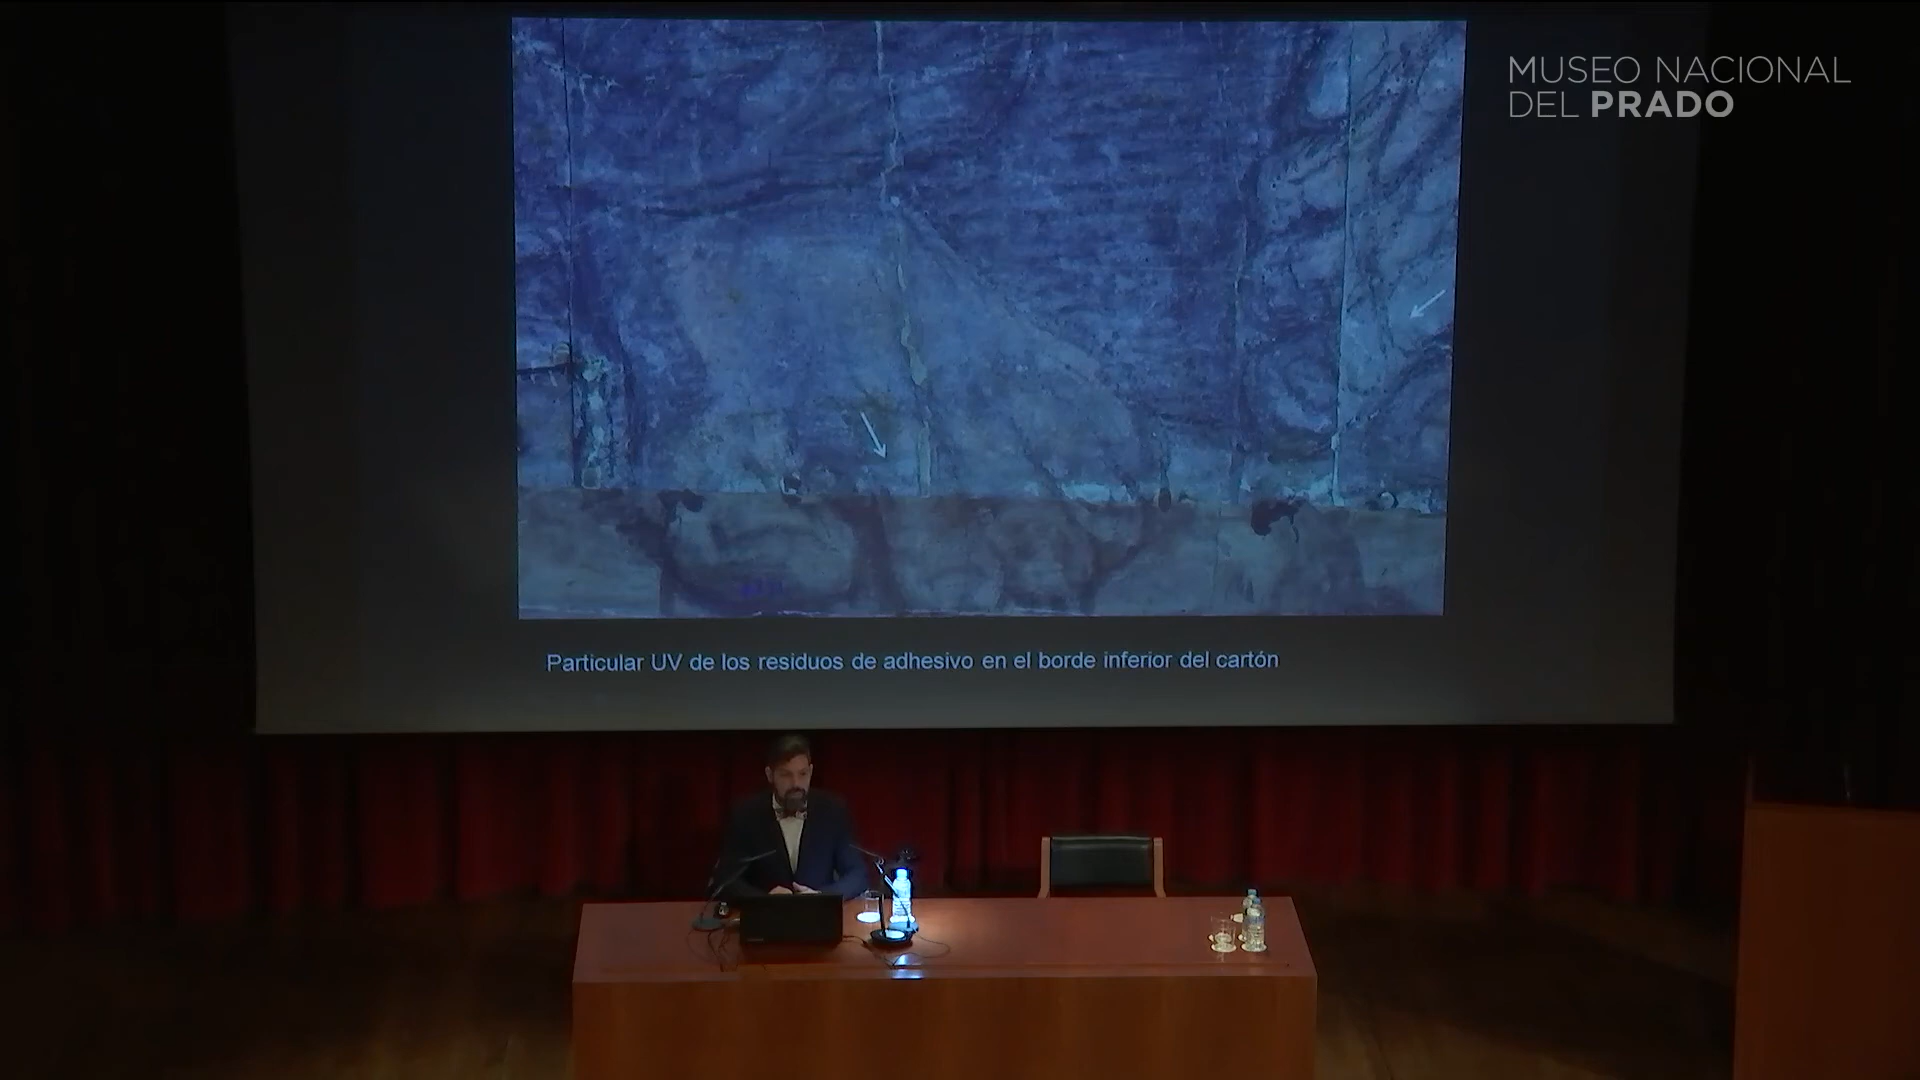 MUSEO NACIONAL
DEL PRADO
Particular UV de los residuos de adhesivo en el borde inferior del cartón